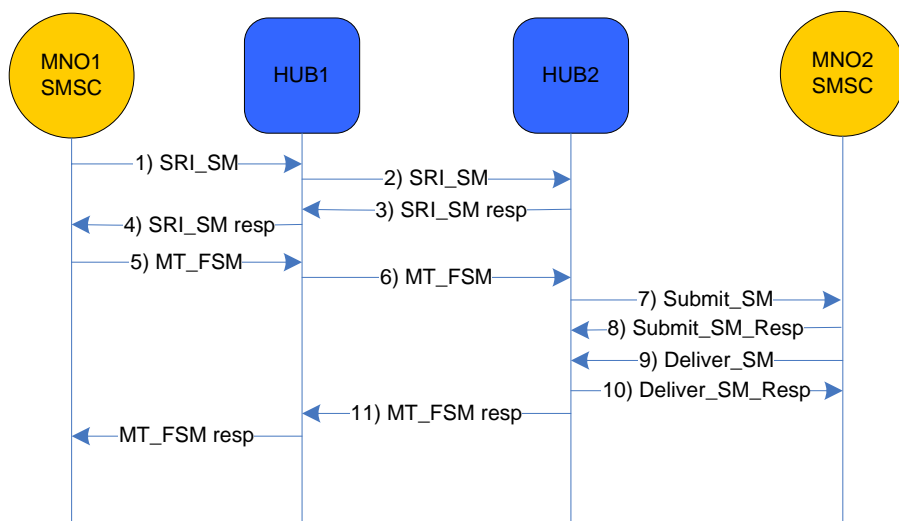 MNO1
SMSC
HUB1
HUB2
MNO2
SMSC
1) SRI_SM
2) SRI_SM
3) SRI_SM resp
4) SRI_SM resp
5) MT_FSM
6) MT_FSM
7) Submit_SM
8) Submit_SM_Resp
9) Deliver_SM
10) Deliver_SM_Resp
11) MT_FSM resp
MT_FSM resp